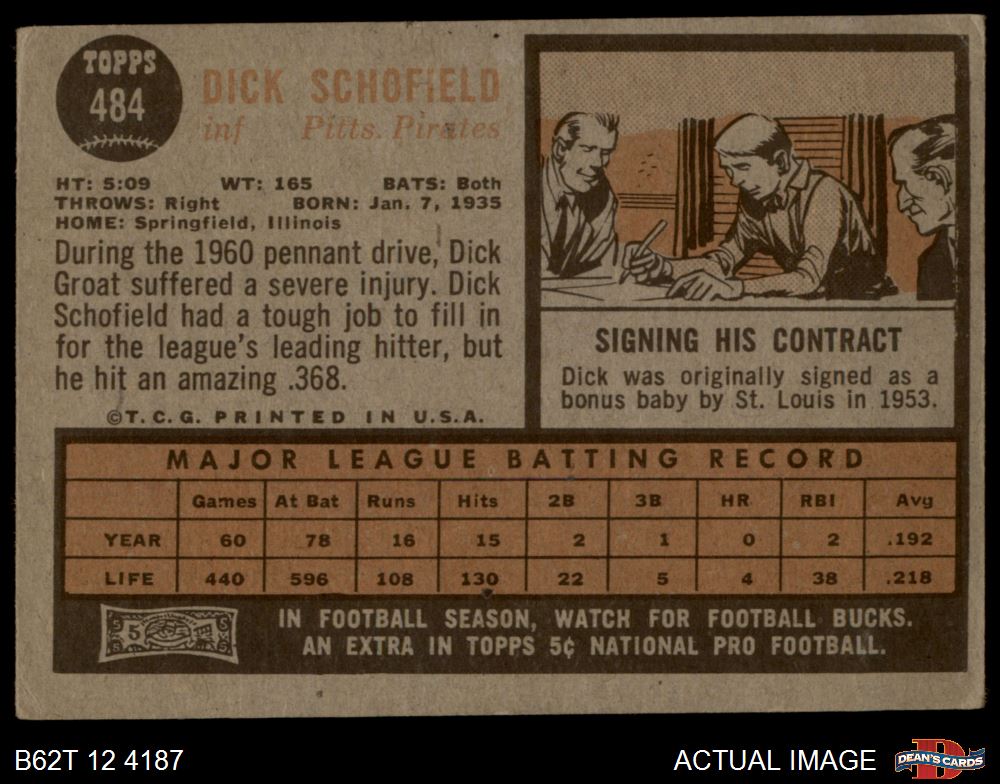 TOPPS
484
DICK SCHOFIELD
inf Pitts. Pirates
HT: 5:09 WT: 165 BATS: Both
THROWS: Right BORN: Jan. 7, 1935
HOME: Springfield, Illinois
During the 1960 pennant drive, Dick
Groat suffered a severe injury. Dick
Schofield had a tough job to fill in
for the league's leading hitter, but
he hit an amazing .368.
©T.C.G. PRINTED IN U.S.A.
SIGNING HIS CONTRACT
Dick was originally signed as a
bonus baby by St. Louis in 1953.
MAJOR LEAGUE BATTING RECORD
Games At Bat Runs Hits 2B 3B HR RBI Avg
YEAR 60 78 16 15 2 1 0 2 .192
LIFE 440 596 108 130 22 5 4 38 .218
5
IN FOOTBALL SEASON, WATCH FOR FOOTBALL BUCKS.
AN EXTRA IN TOPPS 5¢ NATIONAL PRO FOOTBALL.
B62T 12 4187 ACTUAL IMAGE
D
DEAN'S CARDS